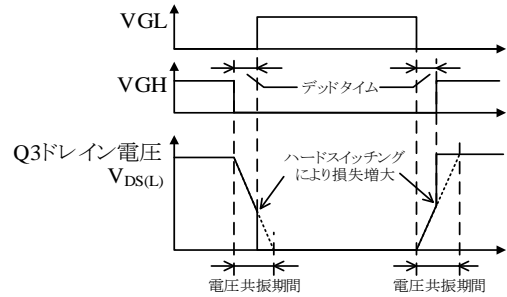 VGL
VGH
デッドタイム
Q3ドレイン電圧
VDS(L)
ハードスイッチング
により損失増大
電圧共振期間
電圧共振期間